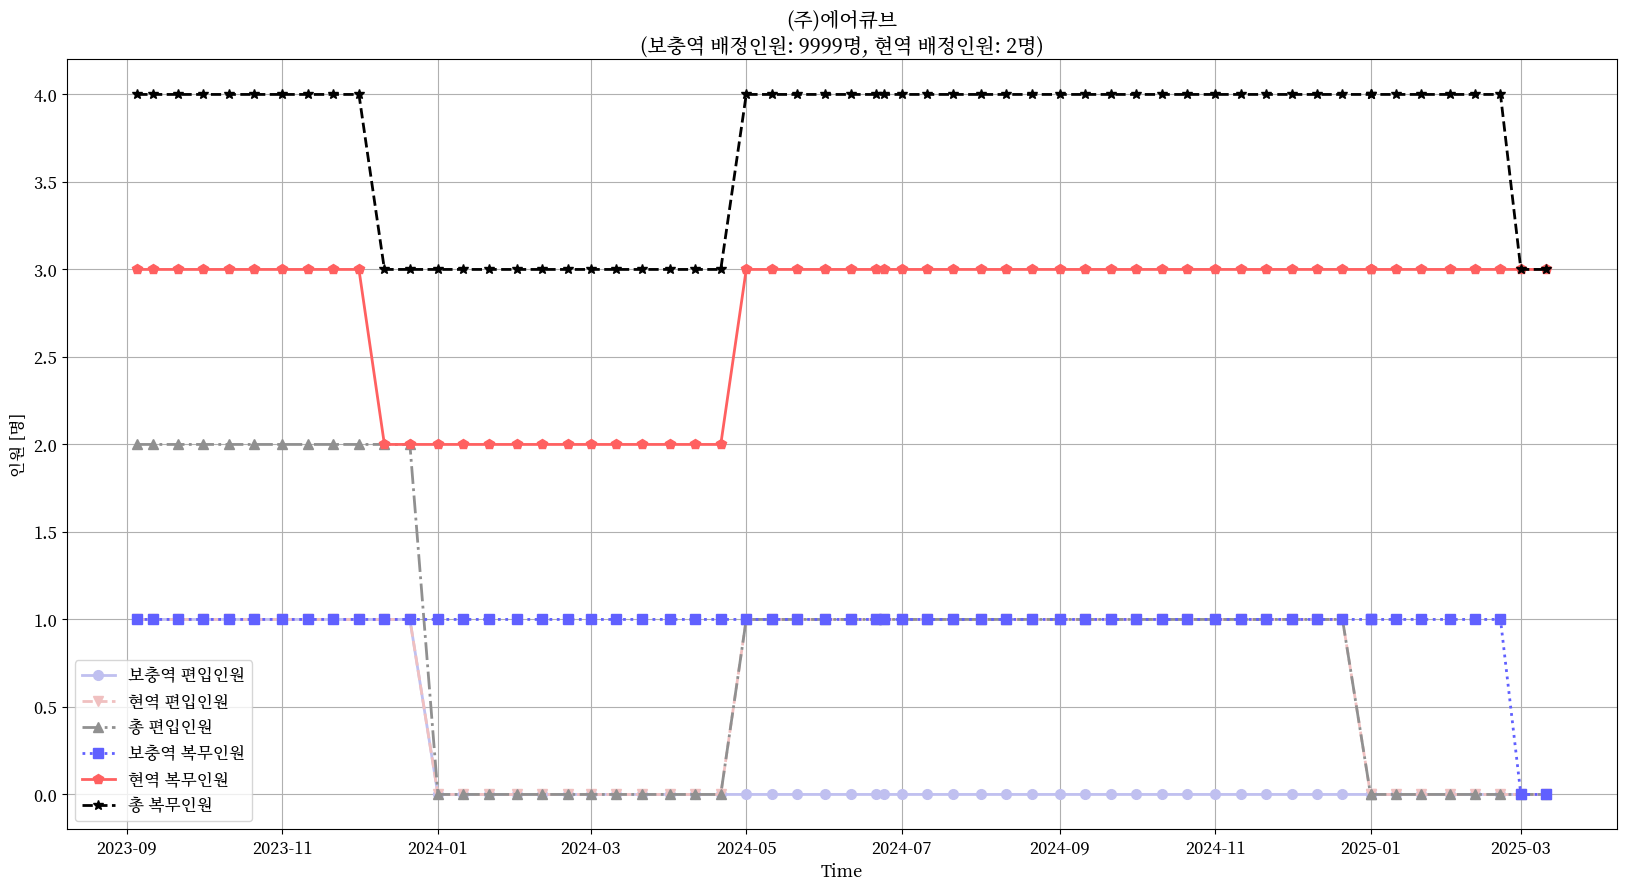 (주)에어큐브
(보충역 배정인원: 9999명, 현역 배정인원: 2명)
인원 [명]
4.0
3.5
3.0
2.5
2.0
1.5
1.0
0.5
0.0
보충역 편입인원
현역 편입인원
총 편입인원
보충역 복무인원
현역 복무인원
총 복무인원
2023-09 2023-11 2024-01 2024-03 2024-05 2024-07 2024-09 2024-11 2025-01 2025-03
Time